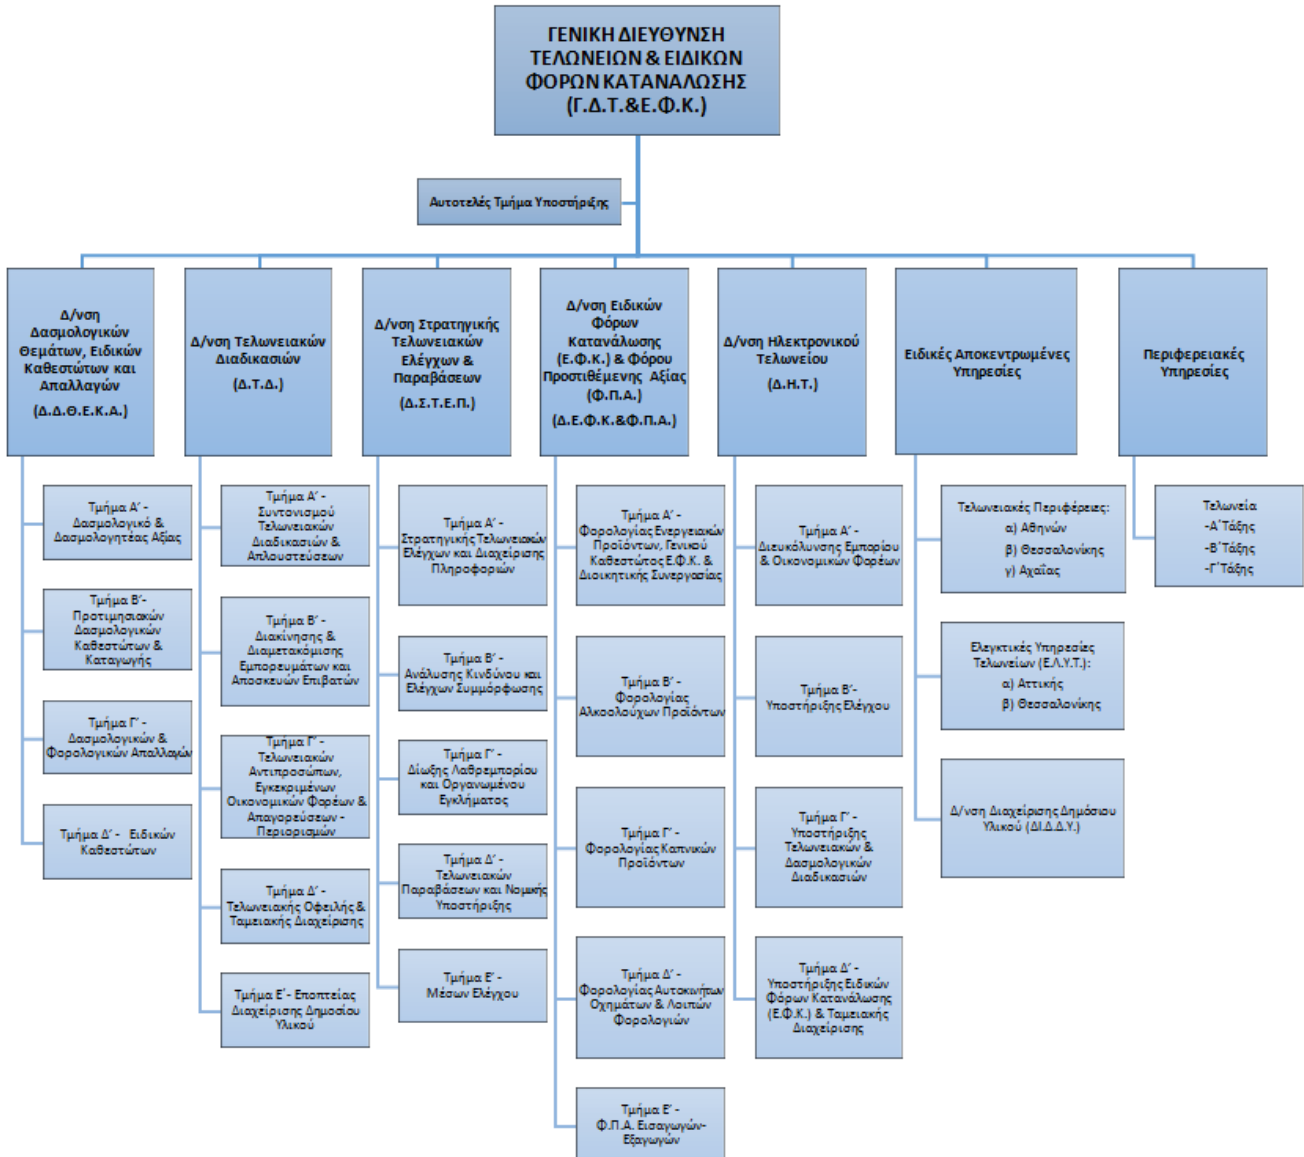 ΓΕΝΙΚΗ ΔΙΕΥΘΥΝΣΗ
ΤΕΛΩΝΕΙΩΝ & ΕΙΔΙΚΩΝ
ΦΟΡΩΝ ΚΑΤΑΝΑΛΩΣΗΣ
(Γ.Δ.Τ.&Ε.Φ.Κ.)
Αυτοτελές Τμήμα Υποστήριξης
Δ/νση
Δασμολογικών
Θεμάτων, Ειδικών
Καθεστώτων και
Απαλλαγών
(Δ.Δ.Θ.Ε.Κ.Α.)
Τμήμα Α΄ -
Δασμολογικό &
Δασμολογητέας Αξίας
Τμήμα Β΄-
Προτιμησιακών
Δασμολογικών
Καθεστώτων &
Καταγωγής
Τμήμα Γ΄ -
Δασμολογικών &
Φορολογικών Απαλλαγών
Τμήμα Δ΄ - Ειδικών
Καθεστώτων
Δ/νση Τελωνειακών
Διαδικασιών
(Δ.Τ.Δ.)
Τμήμα Α΄ -
Συντονισμού
Τελωνειακών
Διαδικασιών &
Απλουστεύσεων
Τμήμα Β΄ -
Διακίνησης &
Διαμετακόμισης
Εμπορευμάτων και
Αποσκευών Επιβατών
Τμήμα Γ΄ -
Τελωνειακών
Αντιπροσώπων,
Εγκεκριμένων
Οικονομικών Φορέων &
Απαγορεύσεων -
Περιορισμών
Τμήμα Δ΄ -
Τελωνειακής Οφειλής &
Ταμειακής Διαχείρισης
Τμήμα Ε΄ - Εποπτείας
Διαχείρισης Δημοσίου
Υλικού
Δ/νση Στρατηγικής
Τελωνειακών
Ελέγχων &
Παραβάσεων
(Δ.Σ.Τ.Ε.Π.)
Τμήμα Α΄ -
Στρατηγικής Τελωνειακών
Ελέγχων και Διαχείρισης
Πληροφοριών
Τμήμα Β΄ -
Ανάλυσης Κινδύνου και
Ελέγχων Συμμόρφωσης
Τμήμα Γ΄ -
Δίωξης Λαθρεμπορίου
και Οργανωμένου
Εγκλήματος
Τμήμα Δ΄ -
Τελωνειακών
Παραβάσεων και Νομικής
Υποστήριξης
Τμήμα Ε΄ -
Μέσων Ελέγχου
Δ/νση Ειδικών
Φόρων
Κατανάλωσης
(Ε.Φ.Κ.) & Φόρου
Προστιθέμενης Αξίας
(Φ.Π.Α.)
(Δ.Ε.Φ.Κ.&Φ.Π.Α.)
Τμήμα Α΄ -
Φορολογίας Ενεργειακών
Προϊόντων, Γενικού
Καθεστώτος Ε.Φ.Κ. &
Διοικητικής Συνεργασίας
Τμήμα Β΄ -
Φορολογίας
Αλκοολούχων Προϊόντων
Τμήμα Γ΄ -
Φορολογίας Καπνικών
Προϊόντων
Τμήμα Δ΄ -
Φορολογίας Αυτοκινήτων
Οχημάτων & Λοιπών
Φορολογιών
Τμήμα Ε΄ -
Φ.Π.Α. Εισαγωγών-
Εξαγωγών
Δ/νση Ηλεκτρονικού
Τελωνείου
(Δ.Η.Τ.)
Τμήμα Α΄ -
Διευκόλυνσης Εμπορίου
& Οικονομικών Φορέων
Τμήμα Β΄-
Υποστήριξης Ελέγχου
Τμήμα Γ΄ -
Υποστήριξης
Τελωνειακών &
Δασμολογικών
Διαδικασιών
Τμήμα Δ΄ -
Υποστήριξης Ειδικών
Φόρων Κατανάλωσης
(Ε.Φ.Κ.) & Ταμειακής
Διαχείρισης
Ειδικές Αποκεντρωμένες
Υπηρεσίες
Τελωνειακές Περιφέρειες:
α) Αθηνών
β) Θεσσαλονίκης
γ) Αχαΐας
Ελεγκτικές Υπηρεσίες
Τελωνείων (Ε.Λ.Υ.Τ.):
α) Αττικής
β) Θεσσαλονίκης
Δ/νση Διαχείρισης Δημόσιου
Υλικού (ΔΙ.Δ.Δ.Υ.)
Περιφερειακές
Υπηρεσίες
Τελωνεία
-Α΄Τάξης
-Β΄Τάξης
-Γ΄Τάξης